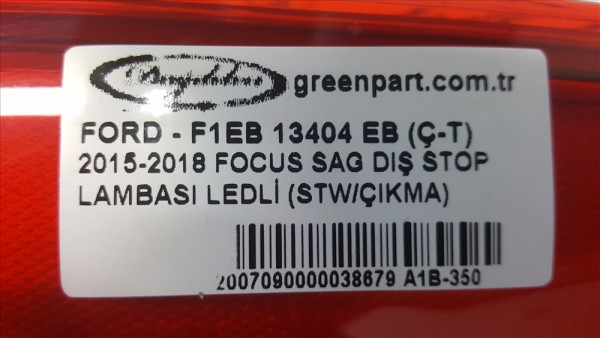 greenpart.com.tr
FORD - F1EB 13404 EB (Ç-T)
2015-2018 FOCUS SAG DIŞ STOP
LAMBASI LEDLİ (STW/ÇIKMA)
2007090000038679 A1B-350